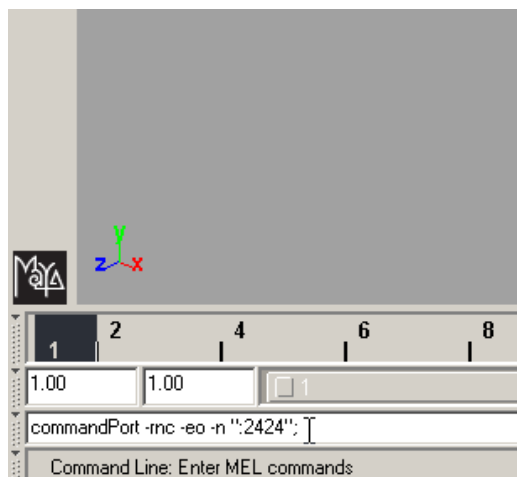 y
z x
MAYA
1 2 4 6 8
1.00 1.00 1
commandPort -rnc -eo -n ":2424";
Command Line: Enter MEL commands